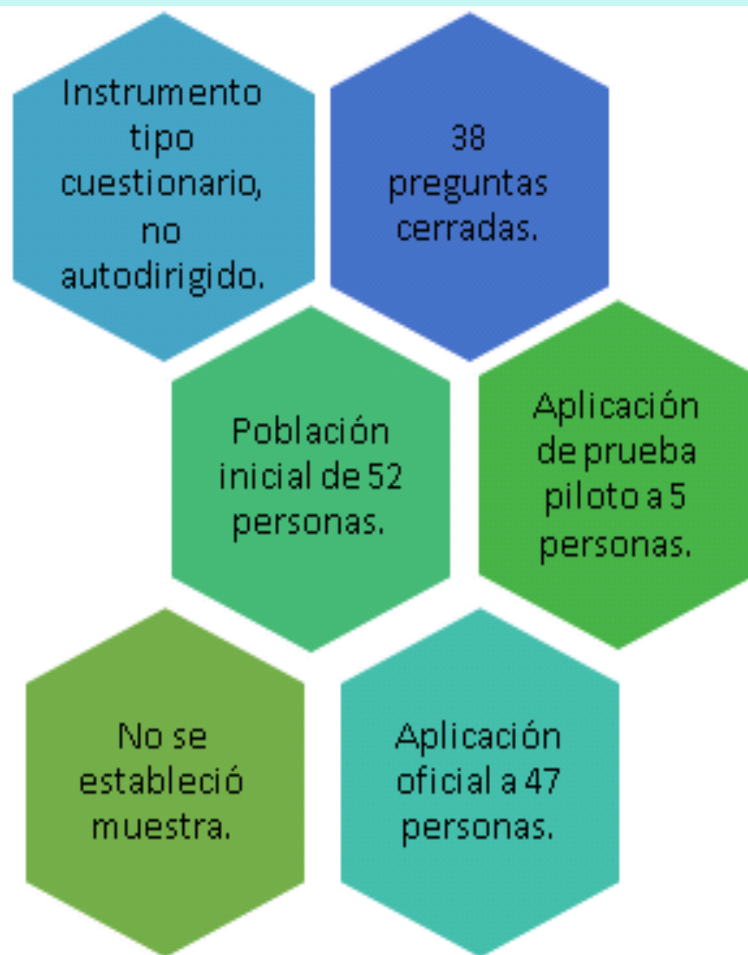 Instrumento
tipo
cuestionario,
no
autodirigido.
38
preguntas
cerradas.
Población
inicial de 52
personas.
Aplicación
de prueba
piloto a 5
personas.
No se
estableció
muestra.
Aplicación
oficial a 47
personas.